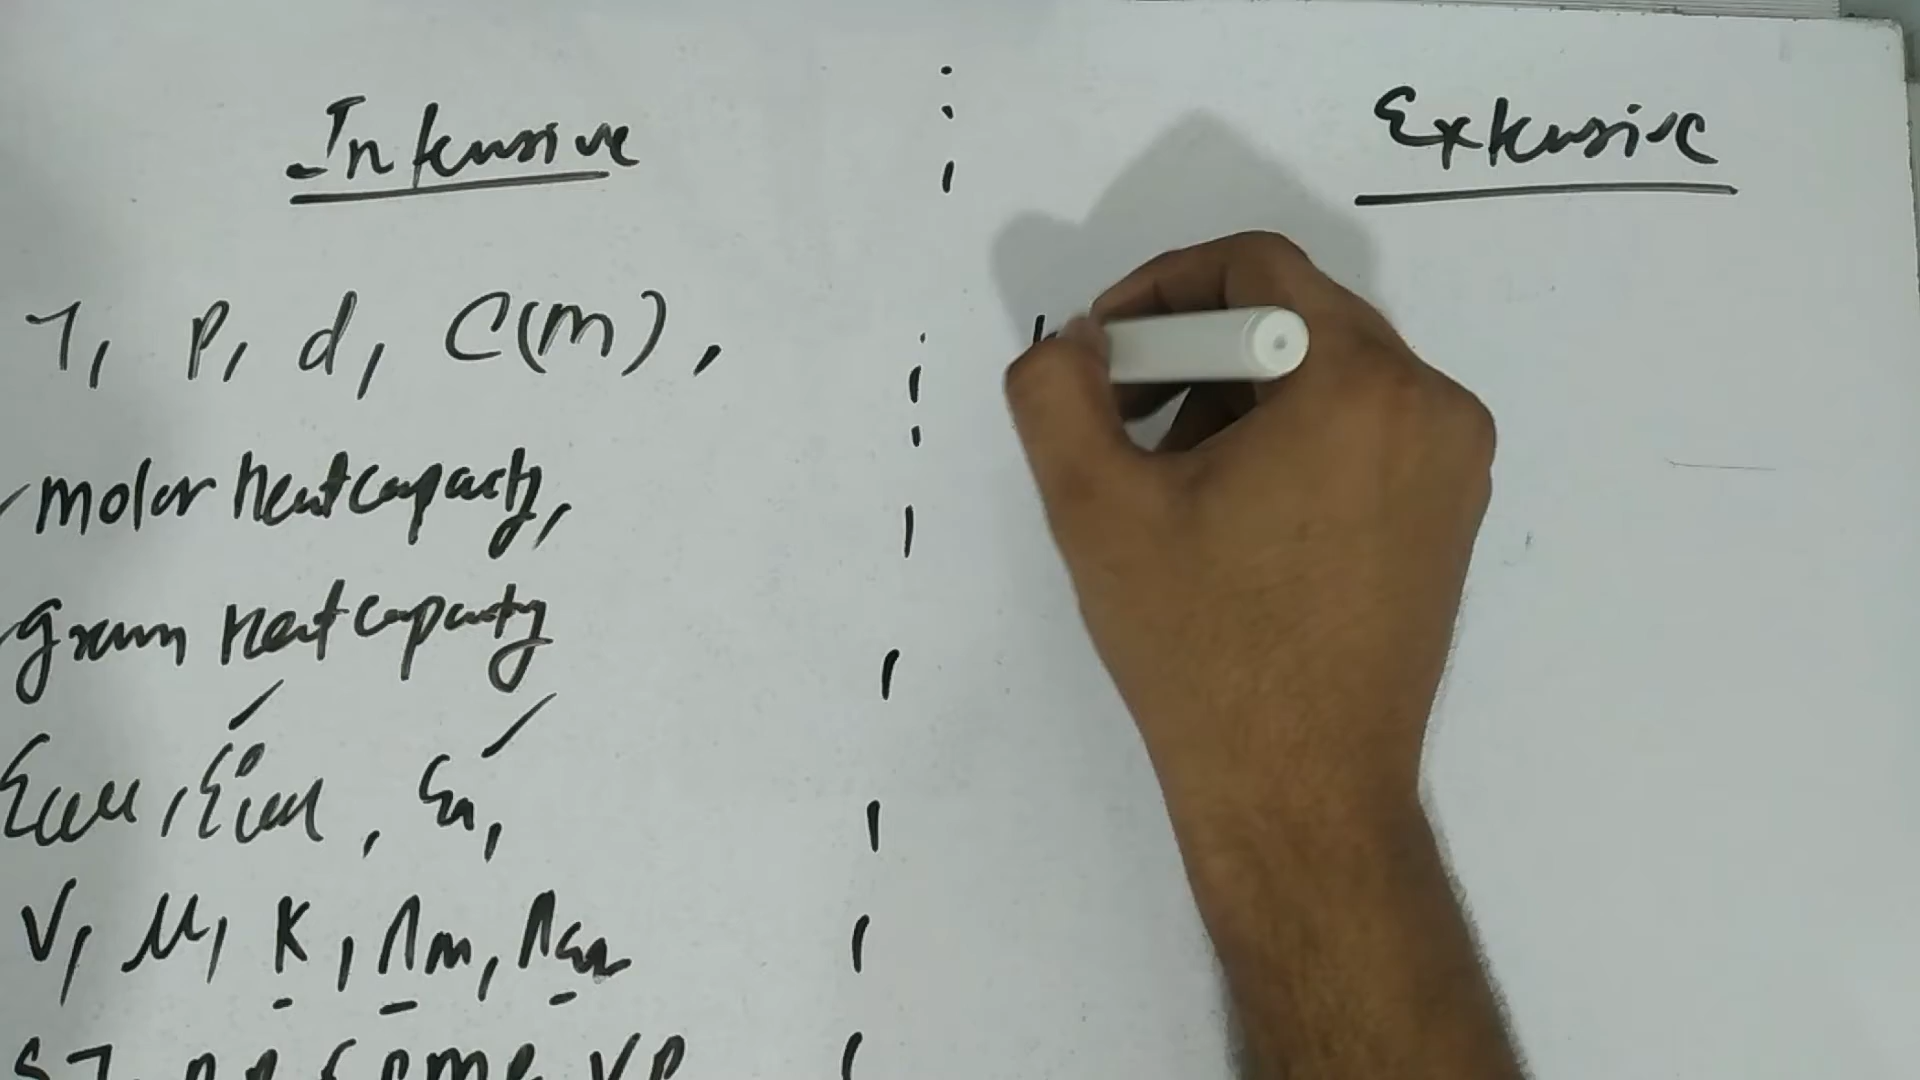 Intensive
Extensive
T, P, d, C(m),
molar heat capacity,
gram heat capacity
Ecell, E°cell, En,
V, μ, K, Λm, Λeq